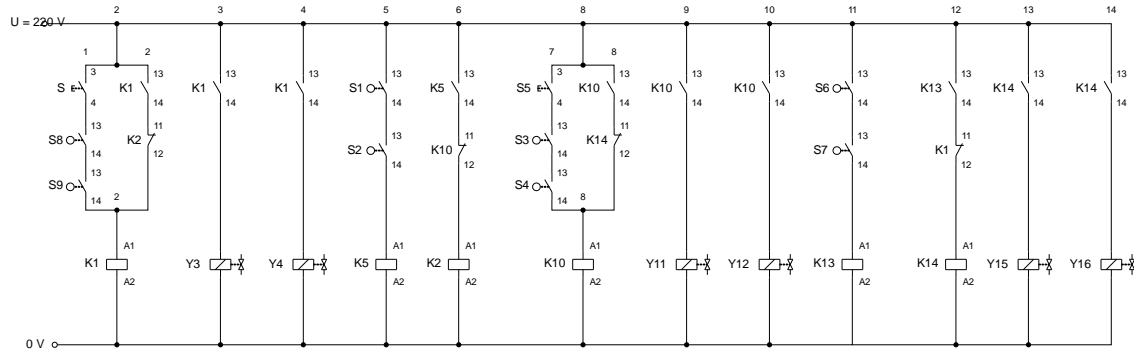 2 3 4 5 6 8 9 10 11 12 13 14
U = 220 V
1 2 7 8
3 13 13 13 13 13 3 13 13 13 13 13 13 13
S K1 K1 K1 S1 K5 S5 K10 K10 K10 S6 K13 K14 K14
4 14 14 14 14 14 4 14 14 14 14 14 14 14
13 11 13 11 13 11 13 11
S8 K2 S2 K10 S3 K14 S7 K1
14 12 14 12 14 12 14 12
13 13
S9 S4
14 2 14 8
A1 A1 A1 A1 A1 A1
K1 Y3 Y4 K5 K2 K10 Y11 Y12 K13 K14 Y15 Y16
A2 A2 A2 A2 A2 A2
0 V